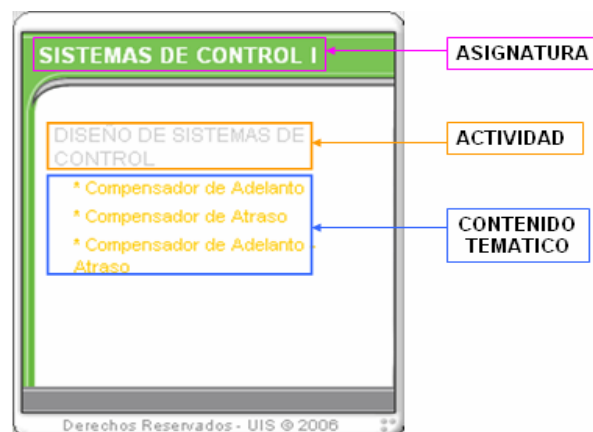 SISTEMAS DE CONTROL I
ASIGNATURA
DISEÑO DE SISTEMAS DE
CONTROL
ACTIVIDAD
* Compensador de Adelanto
* Compensador de Atraso
* Compensador de Adelanto -
Atraso
CONTENIDO
TEMATICO
Derechos Reservados - UIS © 2006